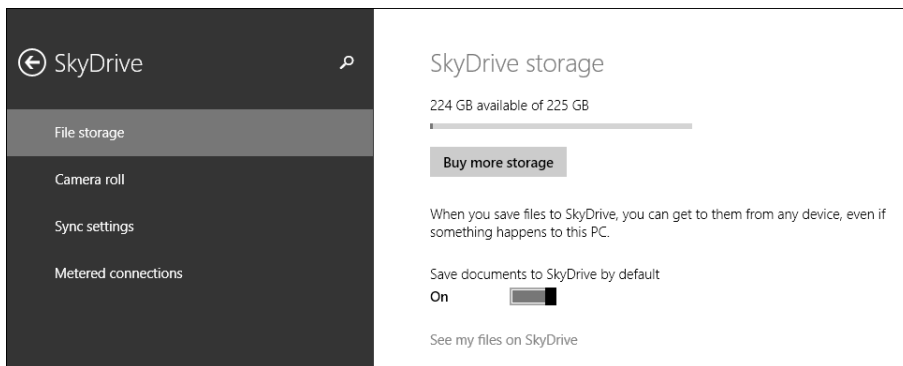 SkyDrive
File storage
Camera roll
Sync settings
Metered connections
SkyDrive storage
224 GB available of 225 GB
Buy more storage
When you save files to SkyDrive, you can get to them from any device, even if
something happens to this PC.
Save documents to SkyDrive by default
On
See my files on SkyDrive